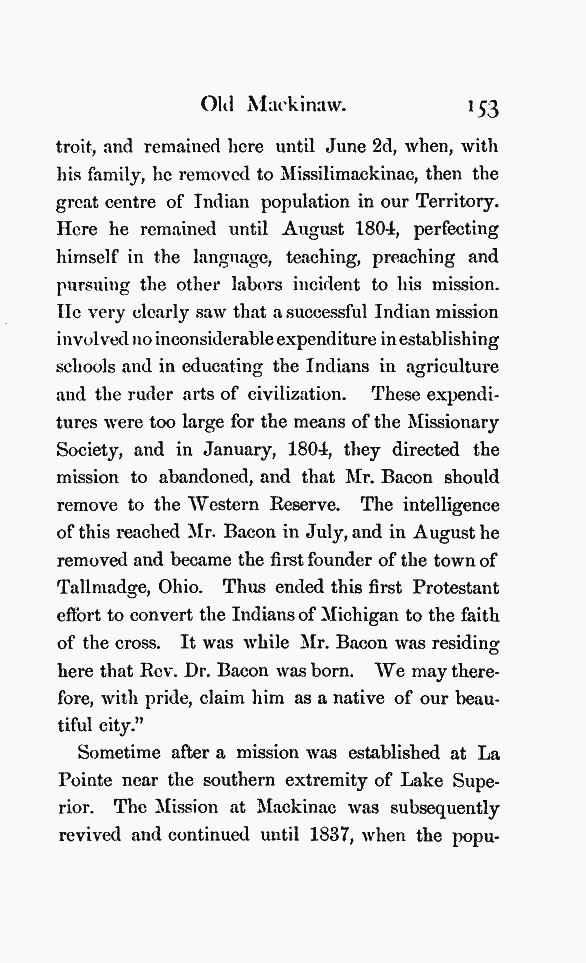 Old Mackinaw. 153
troit, and remained here until June 2d, when, with
his family, he removed to Missilimackinac, then the
great centre of Indian population in our Territory.
Here he remained until August 1804, perfecting
himself in the language, teaching, preaching and
pursuing the other labors incident to his mission.
He very clearly saw that a successful Indian mission
involved no inconsiderable expenditure in establishing
schools and in educating the Indians in agriculture
and the ruder arts of civilization. These expendi-
tures were too large for the means of the Missionary
Society, and in January, 1804, they directed the
mission to abandoned, and that Mr. Bacon should
remove to the Western Reserve. The intelligence
of this reached Mr. Bacon in July, and in August he
removed and became the first founder of the town of
Tallmadge, Ohio. Thus ended this first Protestant
effort to convert the Indians of Michigan to the faith
of the cross. It was while Mr. Bacon was residing
here that Rev. Dr. Bacon was born. We may there-
fore, with pride, claim him as a native of our beau-
tiful city.”
Sometime after a mission was established at La
Pointe near the southern extremity of Lake Supe-
rior. The Mission at Mackinac was subsequently
revived and continued until 1837, when the popu-